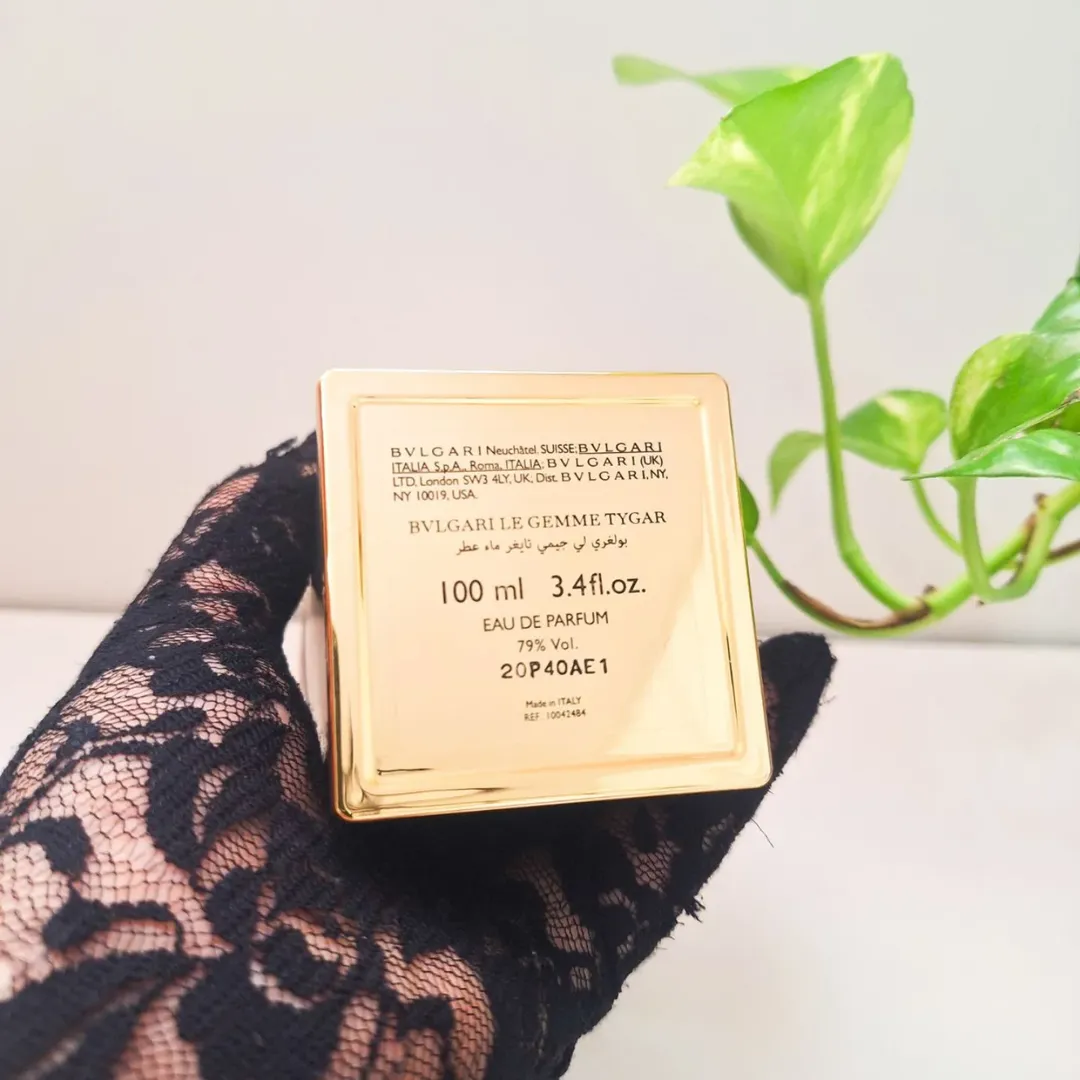 BVLGARI Neuchâtel. SUISSE; BVLGARI
ITALIA S.p.A., Roma, ITALIA; BVLGARI (UK)
LTD, London SW3 4LY, UK, Dist. BVLGARI, NY,
NY 10019, USA.
BVLGARI LE GEMME TYGAR
بولغري لي جيمي تايغر ماء عطر
100 ml 3.4fl.oz.
EAU DE PARFUM
79% Vol.
20P40AE1
Made in ITALY
REF. 10042484